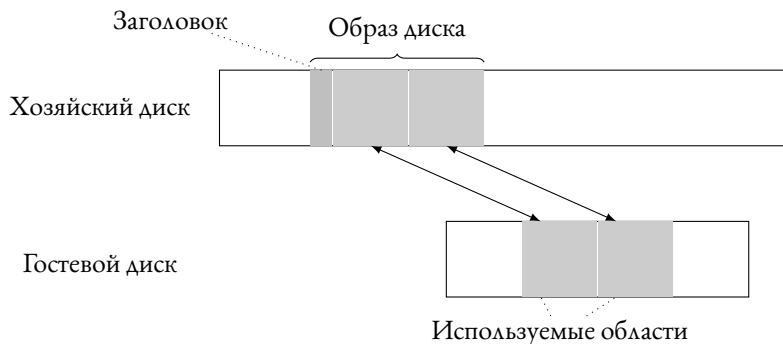 Заголовок
Образ диска
Хозяйский диск
Гостевой диск
Используемые области